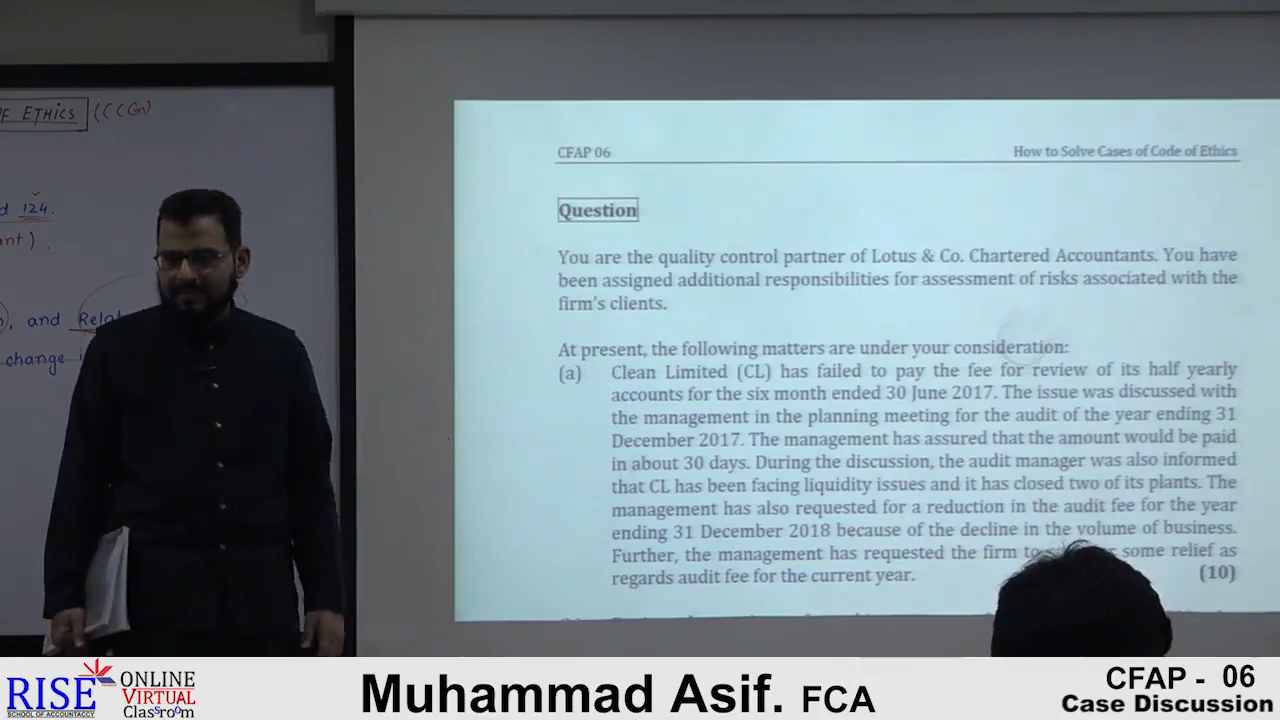 OF ETHICS (CCG)
d 124.
ant).
, and Relat
change i
CFAP 06
How to Solve Cases of Code of Ethics
Question
You are the quality control partner of Lotus & Co. Chartered Accountants. You have
been assigned additional responsibilities for assessment of risks associated with the
firm's clients.
At present, the following matters are under your consideration:
(a) Clean Limited (CL) has failed to pay the fee for review of its half yearly
accounts for the six month ended 30 June 2017. The issue was discussed with
the management in the planning meeting for the audit of the year ending 31
December 2017. The management has assured that the amount would be paid
in about 30 days. During the discussion, the audit manager was also informed
that CL has been facing liquidity issues and it has closed two of its plants. The
management has also requested for a reduction in the audit fee for the year
ending 31 December 2018 because of the decline in the volume of business.
Further, the management has requested the firm some relief as
regards audit fee for the current year. (10)
RISE
SCHOOL OF ACCOUNTANCY
ONLINE
VIRTUAL
Classroom
Muhammad Asif. FCA
CFAP - 06
Case Discussion